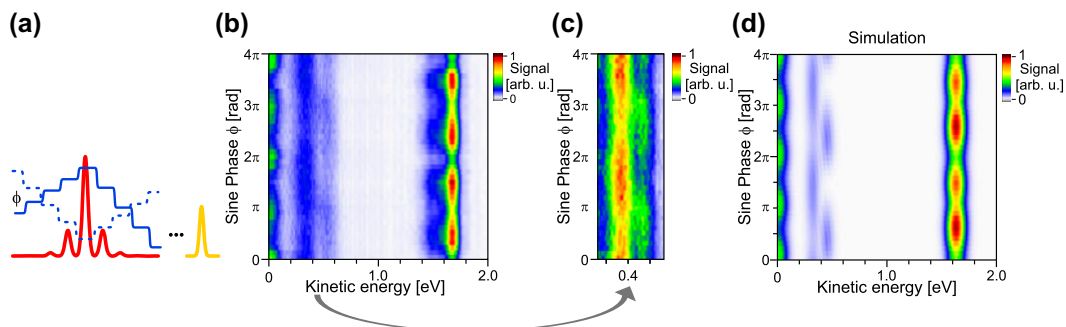 (a)
ϕ
•••
(b)
4π
3π
2π
π
0
Sine Phase ϕ [rad]
0
1.0
2.0
Kinetic energy [eV]
1
Signal
[arb. u.]
0
(c)
4π
3π
2π
π
0
Sine Phase ϕ [rad]
0.4
1
Signal
[arb. u.]
0
(d)
Simulation
4π
3π
2π
π
0
Sine Phase ϕ [rad]
0
1.0
2.0
Kinetic energy [eV]
1
Signal
[arb. u.]
0